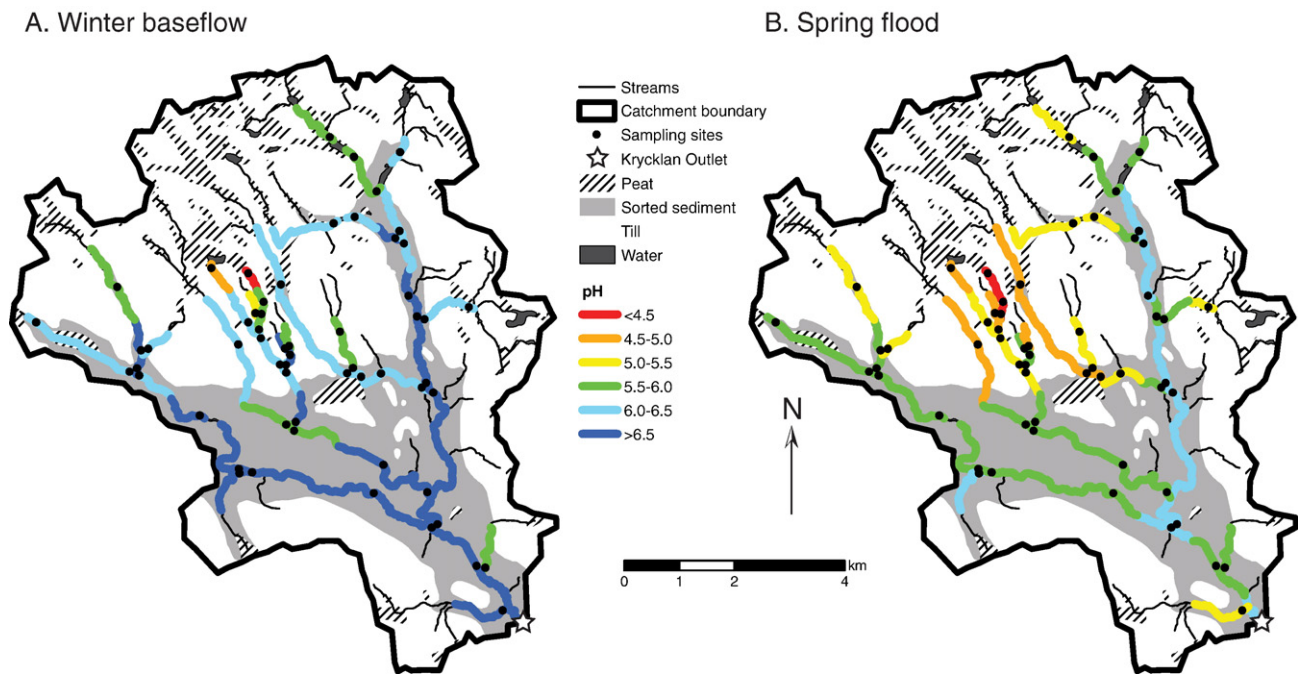 A. Winter baseflow
B. Spring flood
Streams
Catchment boundary
Sampling sites
Krycklan Outlet
Peat
Sorted sediment
Till
Water
pH
<4.5
4.5-5.0
5.0-5.5
5.5-6.0
6.0-6.5
>6.5
N
km
0 1 2 4